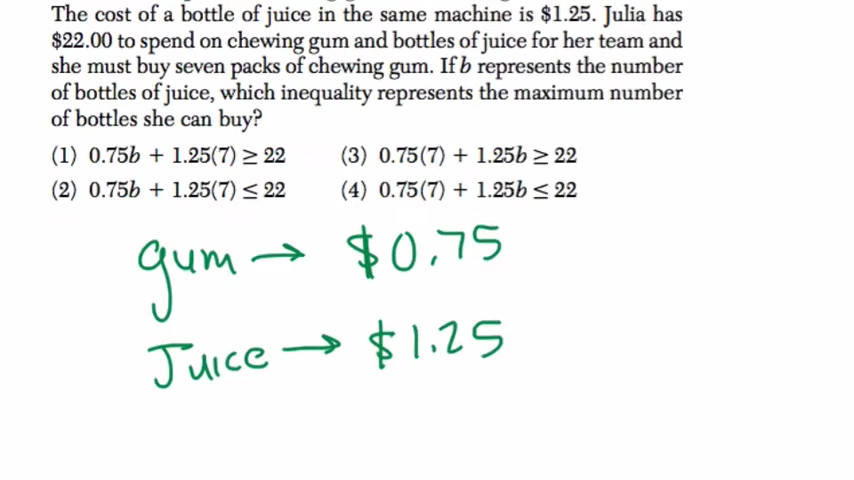 The cost of a bottle of juice in the same machine is $1.25. Julia has
$22.00 to spend on chewing gum and bottles of juice for her team and
she must buy seven packs of chewing gum. If b represents the number
of bottles of juice, which inequality represents the maximum number
of bottles she can buy?
(1) 0.75b + 1.25(7) ≥ 22 (3) 0.75(7) + 1.25b ≥ 22
(2) 0.75b + 1.25(7) ≤ 22 (4) 0.75(7) + 1.25b ≤ 22
gum → $0.75
Juice → $1.25